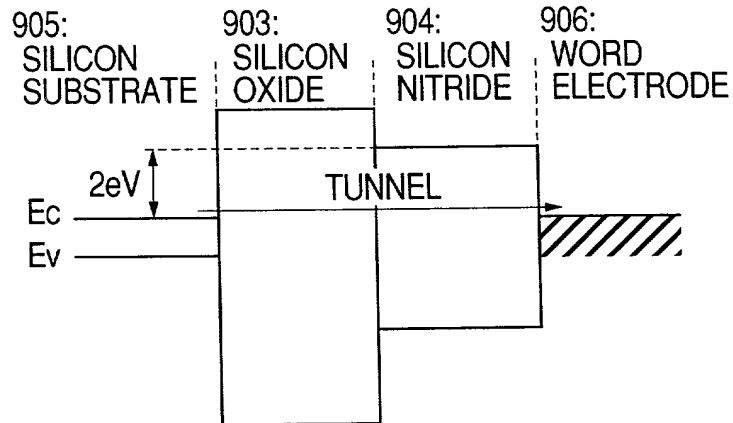 905:
SILICON
SUBSTRATE
903:
SILICON
OXIDE
904:
SILICON
NITRIDE
906:
WORD
ELECTRODE
2eV
TUNNEL
Ec
Ev